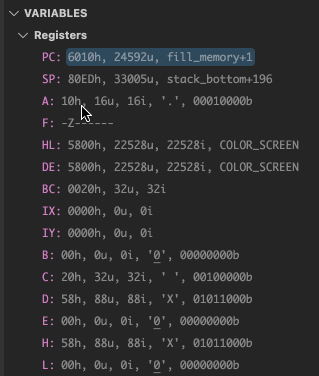 VARIABLES
Registers
PC: 6010h, 24592u, fill_memory+1
SP: 80EDh, 33005u, stack_bottom+196
A: 10h, 16u, 16i, '.', 00010000b
F: -Z------
HL: 5800h, 22528u, 22528i, COLOR_SCREEN
DE: 5800h, 22528u, 22528i, COLOR_SCREEN
BC: 0020h, 32u, 32i
IX: 0000h, 0u, 0i
IY: 0000h, 0u, 0i
B: 00h, 0u, 0i, '0̲', 00000000b
C: 20h, 32u, 32i, ' ', 00100000b
D: 58h, 88u, 88i, 'X', 01011000b
E: 00h, 0u, 0i, '0̲', 00000000b
H: 58h, 88u, 88i, 'X', 01011000b
L: 00h, 0u, 0i, '0̲', 00000000b